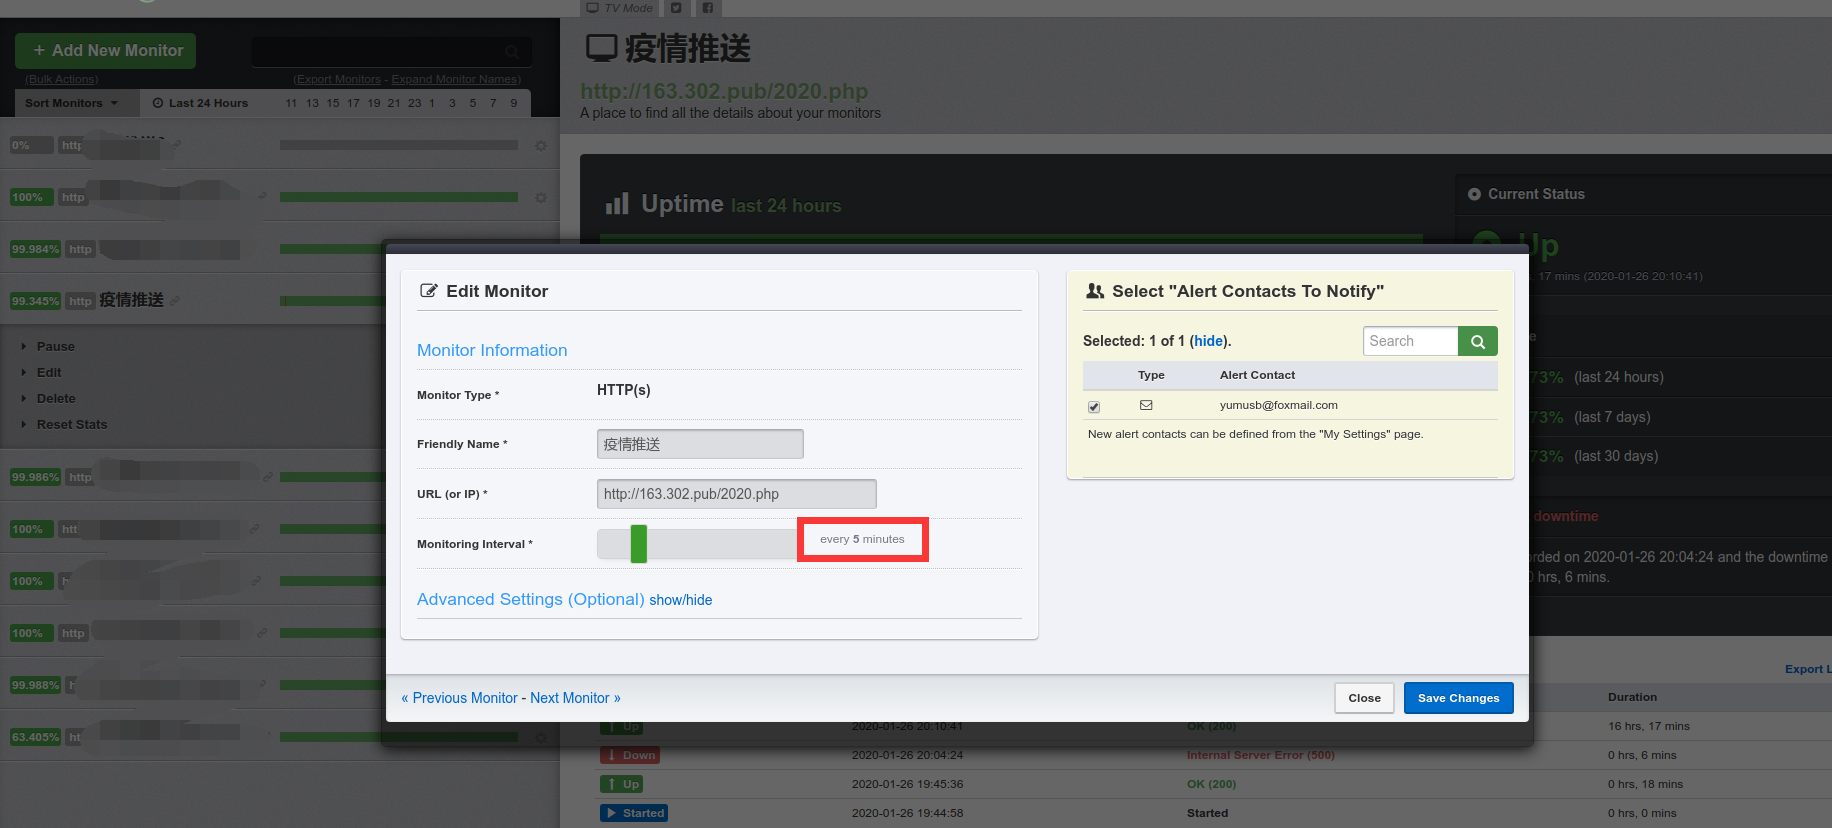 TV Mode
+ Add New Monitor
(Bulk Actions)
(Export Monitors - Expand Monitor Names)
Sort Monitors
Last 24 Hours
11 13 15 17 19 21 23 1 3 5 7 9
0% http
100% http
99.984% http
99.345% http 疫情推送
Pause
Edit
Delete
Reset Stats
99.986% http
100% htt
100% h
100% http
99.988%
63.405% ht
疫情推送
http://163.302.pub/2020.php
A place to find all the details about your monitors
Uptime last 24 hours
Current Status
Up
17 mins (2020-01-26 20:10:41)
73% (last 24 hours)
73% (last 7 days)
73% (last 30 days)
downtime
rded on 2020-01-26 20:04:24 and the downtime
0 hrs, 6 mins.
Edit Monitor
Monitor Information
Monitor Type * HTTP(s)
Friendly Name * 疫情推送
URL (or IP) * http://163.302.pub/2020.php
Monitoring Interval * every 5 minutes
Advanced Settings (Optional) show/hide
Select "Alert Contacts To Notify"
Selected: 1 of 1 (hide). Search
Type Alert Contact
yumusb@foxmail.com
New alert contacts can be defined from the "My Settings" page.
« Previous Monitor - Next Monitor »
Close Save Changes
Export L
Duration
Up 2020-01-26 20:10:41 OK (200) 16 hrs, 17 mins
Down 2020-01-26 20:04:24 Internal Server Error (500) 0 hrs, 6 mins
Up 2020-01-26 19:45:36 OK (200) 0 hrs, 18 mins
Started 2020-01-26 19:44:58 Started 0 hrs, 0 mins